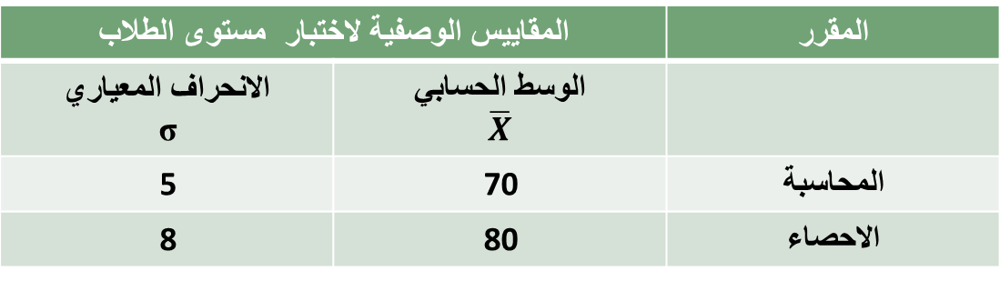 المقرر المقاييس الوصفية لاختبار مستوى الطلاب
الوسط الحسابي الانحراف المعياري
X̅ σ
المحاسبة 70 5
الاحصاء 80 8